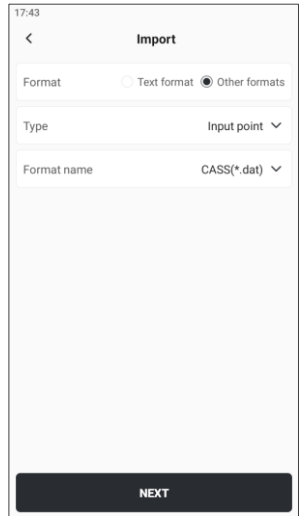 17:43
Import
Format Text format Other formats
Type Input point
Format name CASS(*.dat)
NEXT